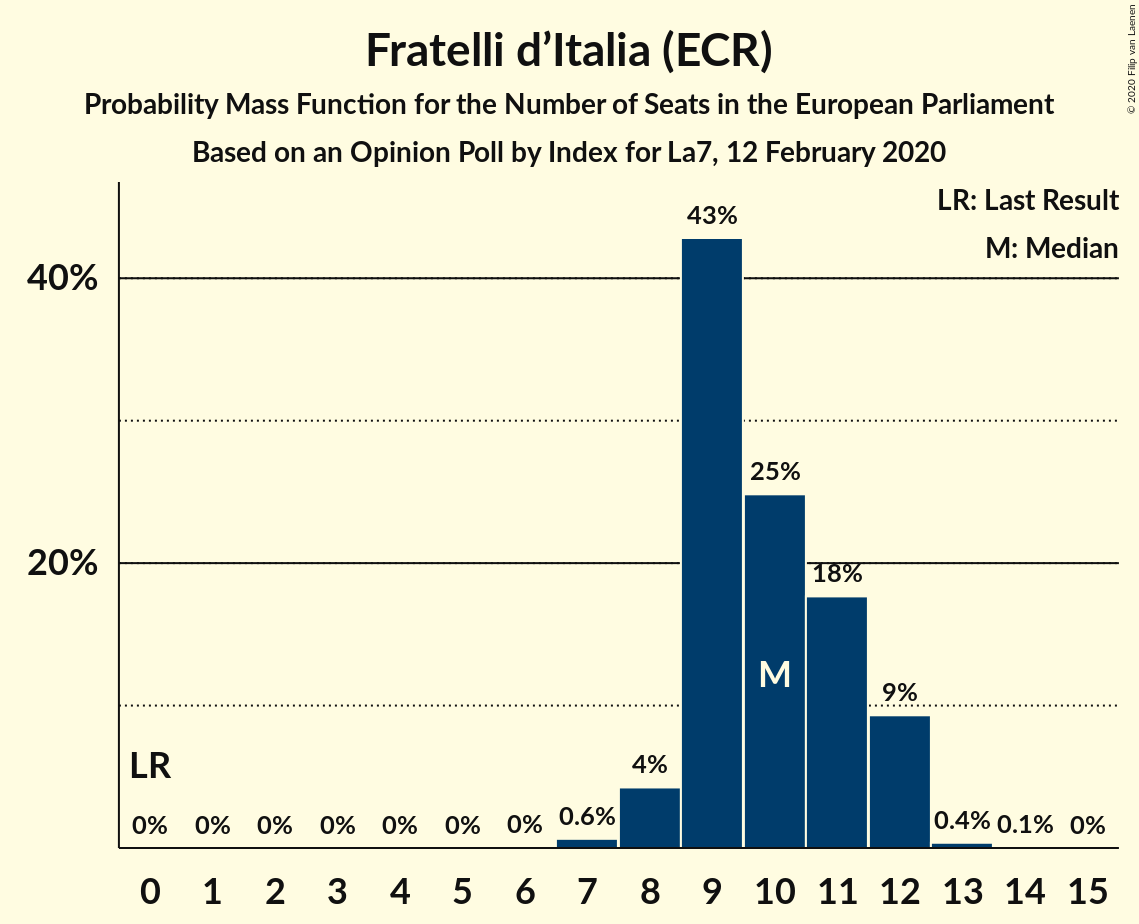 Fratelli d’Italia (ECR)
Probability Mass Function for the Number of Seats in the European Parliament
Based on an Opinion Poll by Index for La7, 12 February 2020
© 2020 Filip van Laenen
LR: Last Result
M: Median
43%
40%
25%
20%
18%
M
9%
LR
4%
0% 0% 0% 0% 0% 0% 0% 0.6% 0.4% 0.1% 0%
0 1 2 3 4 5 6 7 8 9 10 11 12 13 14 15